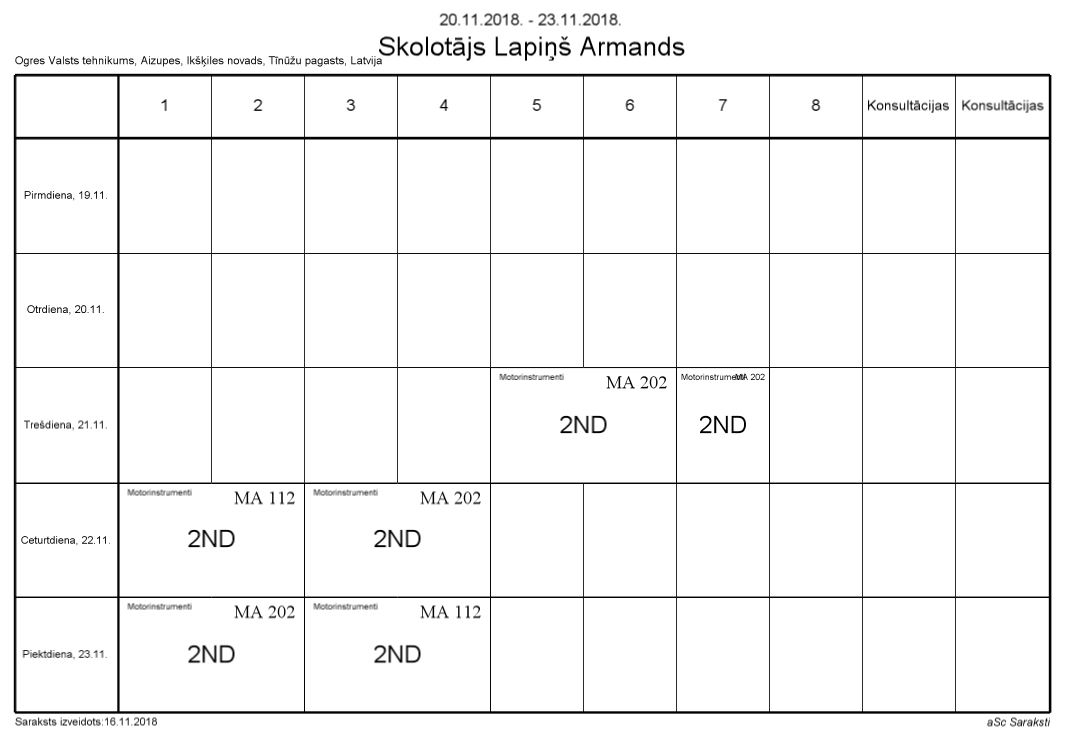 20.11.2018. - 23.11.2018.
Skolotājs Lapiņš Armands
Ogres Valsts tehnikums, Aizupes, Ikšķiles novads, Tīnūžu pagasts, Latvija
1 2 3 4 5 6 7 8 Konsultācijas Konsultācijas
Pirmdiena, 19.11.
Otrdiena, 20.11.
Trešdiena, 21.11.
Motorinstrumenti MA 202
2ND
Motorinstrumenti MA 202
2ND
Ceturtdiena, 22.11.
Motorinstrumenti MA 112
2ND
Motorinstrumenti MA 202
2ND
Piektdiena, 23.11.
Motorinstrumenti MA 202
2ND
Motorinstrumenti MA 112
2ND
Saraksts izveidots:16.11.2018
aSc Saraksti